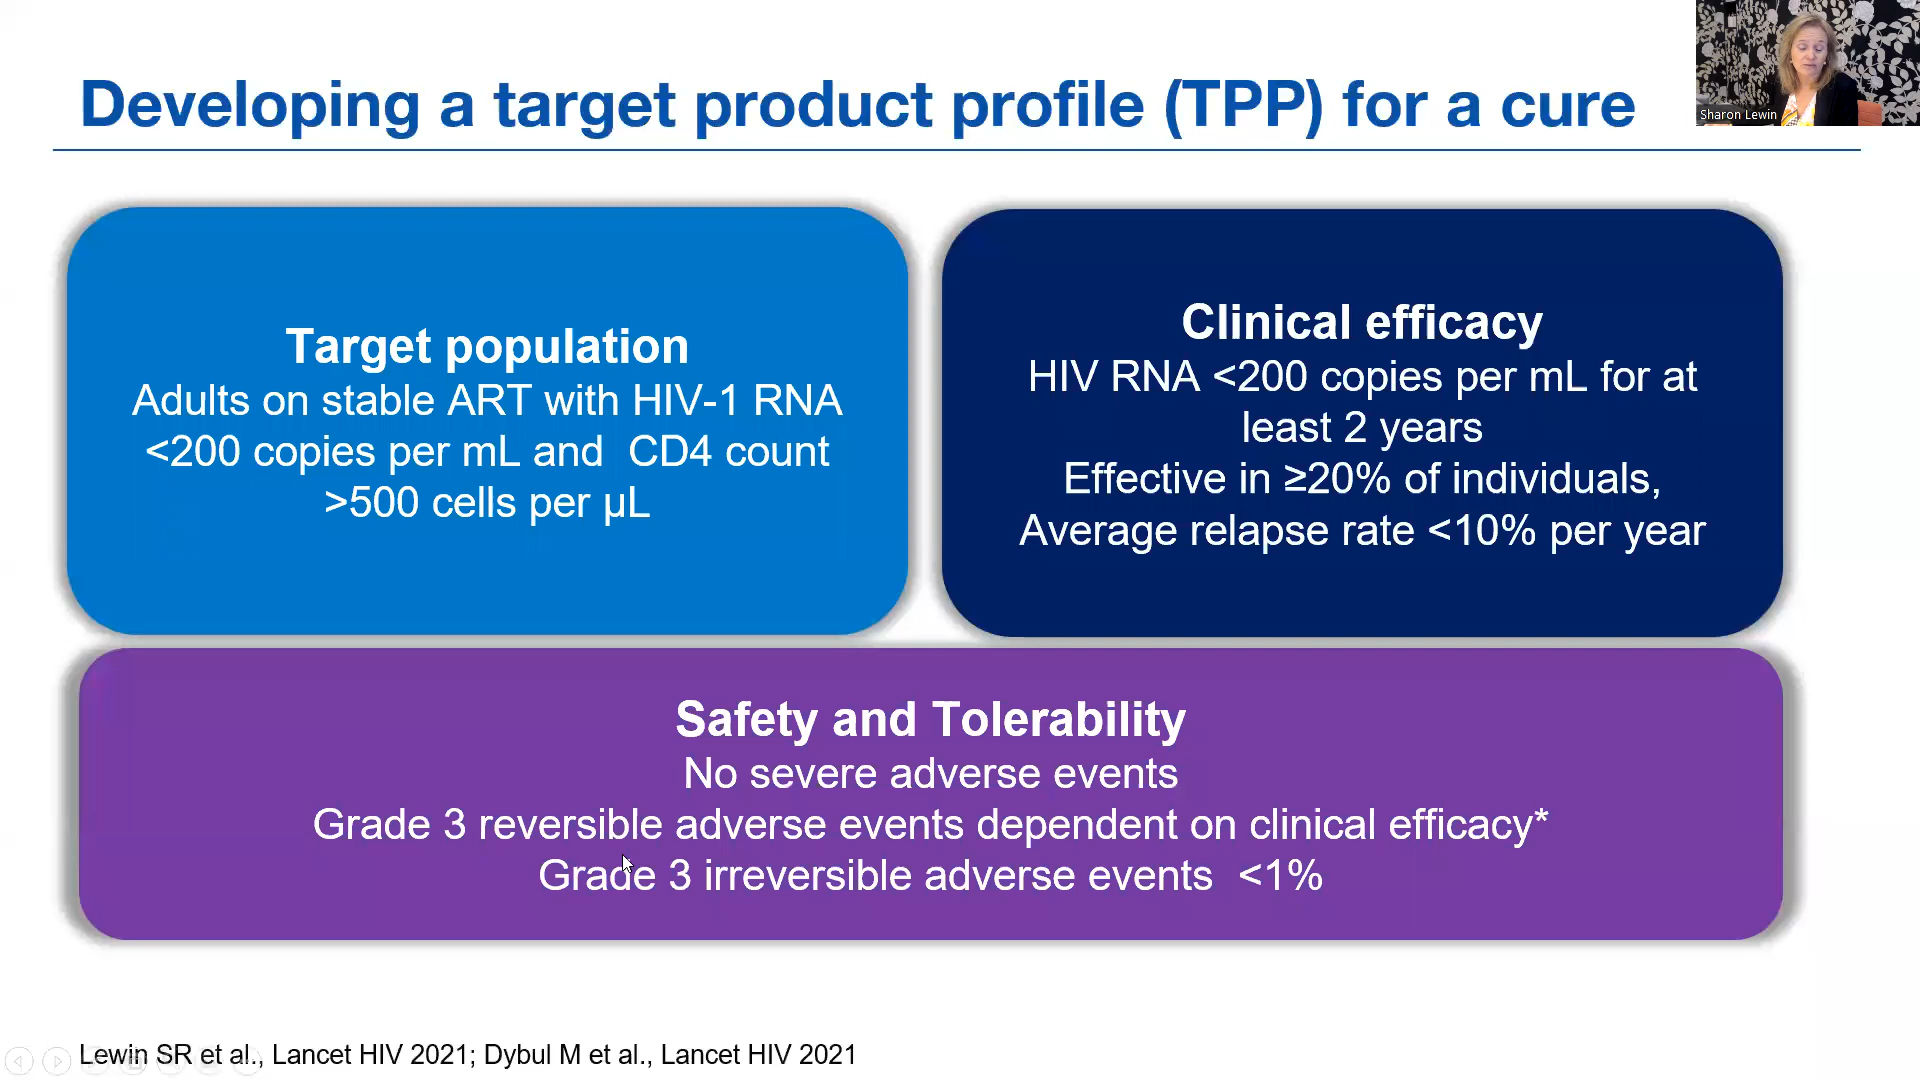 Developing a target product profile (TPP) for a cure
Sharon Lewin
Target population
Adults on stable ART with HIV-1 RNA
<200 copies per mL and  CD4 count
>500 cells per µL
Clinical efficacy
HIV RNA <200 copies per mL for at
least 2 years
Effective in ≥20% of individuals,
Average relapse rate <10% per year
Safety and Tolerability
No severe adverse events
Grade 3 reversible adverse events dependent on clinical efficacy*
Grade 3 irreversible adverse events  <1%
Lewin SR et al., Lancet HIV 2021; Dybul M et al., Lancet HIV 2021